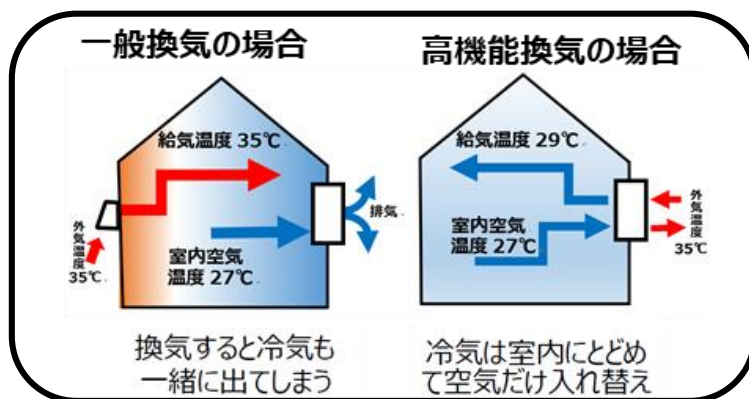 一般換気の場合
給気温度 35℃
外気温度
35℃
排気
室内空気
温度 27℃
換気すると冷気も
一緒に出てしまう
高機能換気の場合
給気温度 29℃
外気温度
35℃
室内空気
温度 27℃
冷気は室内にとどめ
て空気だけ入れ替え